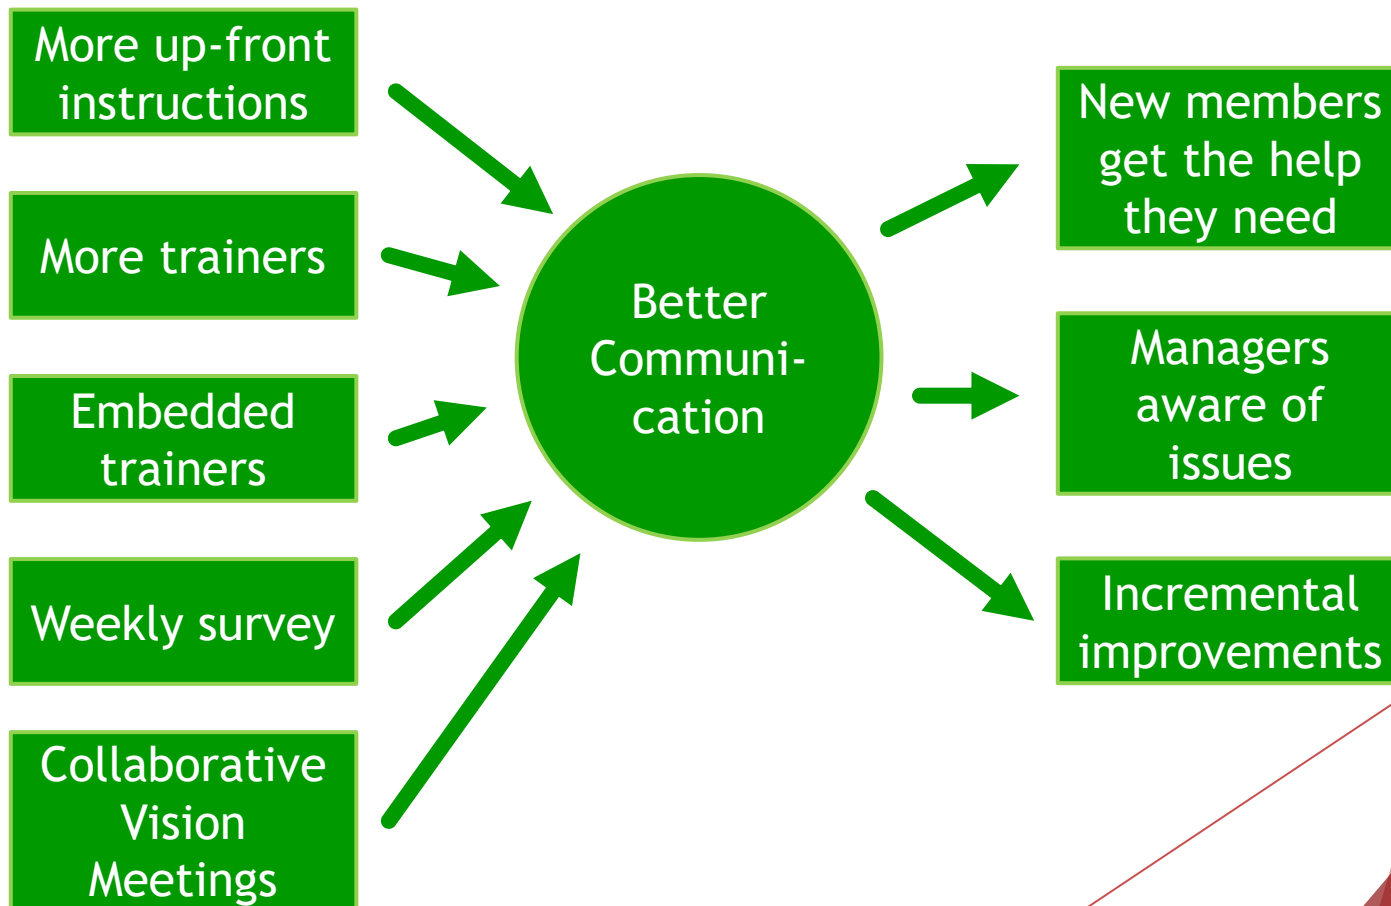 More up-front
instructions
More trainers
Embedded
trainers
Weekly survey
Collaborative
Vision
Meetings
Better
Communi-
cation
New members
get the help
they need
Managers
aware of
issues
Incremental
improvements